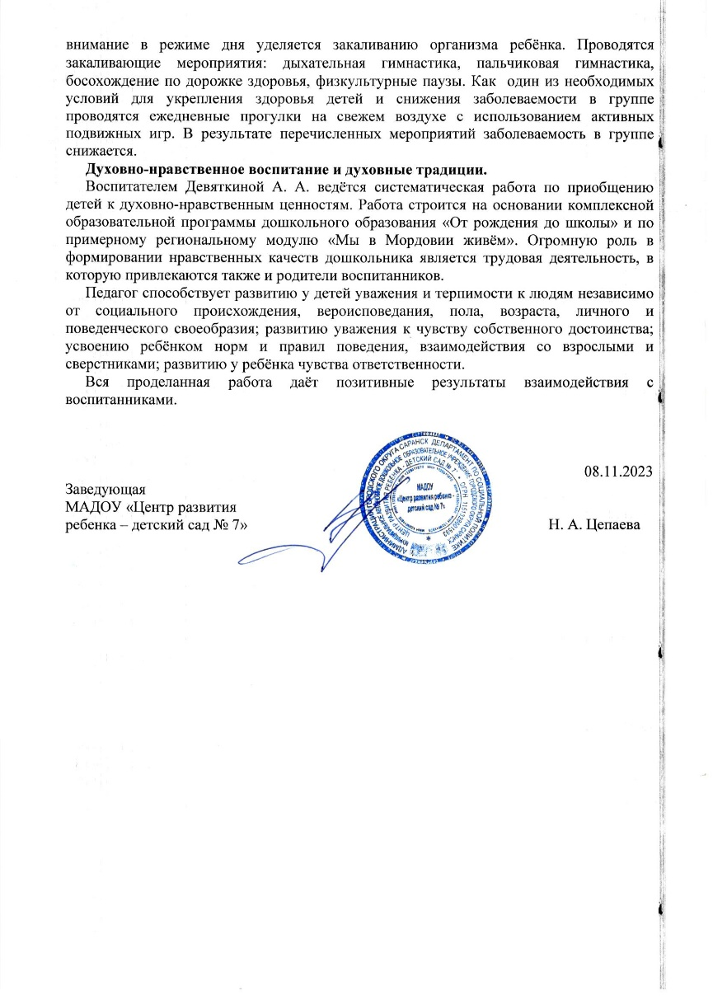 внимание в режиме дня уделяется закаливанию организма ребёнка. Проводятся
закаливающие мероприятия: дыхательная гимнастика, пальчиковая гимнастика,
босохождение по дорожке здоровья, физкультурные паузы. Как один из необходимых
условий для укрепления здоровья детей и снижения заболеваемости в группе
проводятся ежедневные прогулки на свежем воздухе с использованием активных
подвижных игр. В результате перечисленных мероприятий заболеваемость в группе
снижается.
Духовно-нравственное воспитание и духовные традиции.
Воспитателем Девяткиной А. А. ведётся систематическая работа по приобщению
детей к духовно-нравственным ценностям. Работа строится на основании комплексной
образовательной программы дошкольного образования «От рождения до школы» и по
примерному региональному модулю «Мы в Мордовии живём». Огромную роль в
формировании нравственных качеств дошкольника является трудовая деятельность, в
которую привлекаются также и родители воспитанников.
Педагог способствует развитию у детей уважения и терпимости к людям независимо
от социального происхождения, вероисповедания, пола, возраста, личного и
поведенческого своеобразия; развитию уважения к чувству собственного достоинства;
усвоению ребёнком норм и правил поведения, взаимодействия со взрослыми и
сверстниками; развитию у ребёнка чувства ответственности.
Вся проделанная работа даёт позитивные результаты взаимодействия с
воспитанниками.
08.11.2023
Заведующая
МАДОУ «Центр развития
ребенка – детский сад № 7» Н. А. Цепаева
МАДОУ
«Центр развития ребенка -
детский сад № 7»